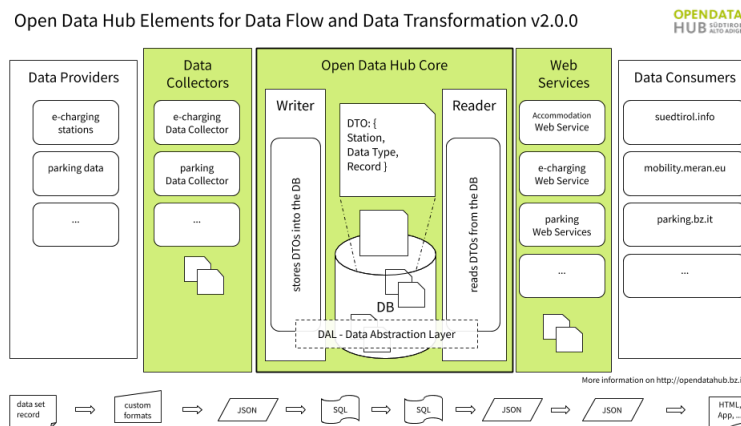 Open Data Hub Elements for Data Flow and Data Transformation v2.0.0
OPENDATA
HUB SÜDTIROL
ALTO ADIGE
Data Providers
e-charging
stations
parking data
...
Data
Collectors
e-charging
Data Collector
parking
Data Collector
...
Open Data Hub Core
Writer
stores DTOs into the DB
DTO: {
Station,
Data Type,
Record }
DB
DAL - Data Abstraction Layer
Reader
reads DTOs from the DB
Web
Services
Accommodation
Web Service
e-charging
Web Service
parking
Web Services
...
Data Consumers
suedtirol.info
mobility.meran.eu
parking.bz.it
...
More information on http://opendatahub.bz.i
data set
record
custom
formats
JSON
SQL
SQL
JSON
JSON
HTML,
App, ...